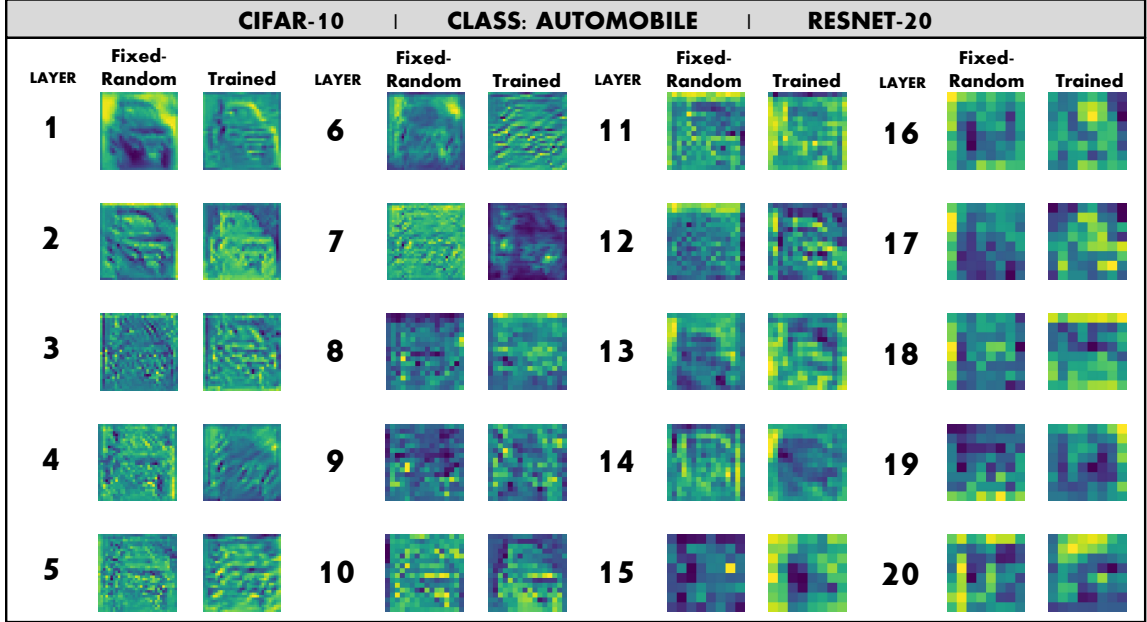 CIFAR-10 | CLASS: AUTOMOBILE | RESNET-20
LAYER Fixed-Random Trained LAYER Fixed-Random Trained LAYER Fixed-Random Trained LAYER Fixed-Random Trained
1 6 11 16
2 7 12 17
3 8 13 18
4 9 14 19
5 10 15 20